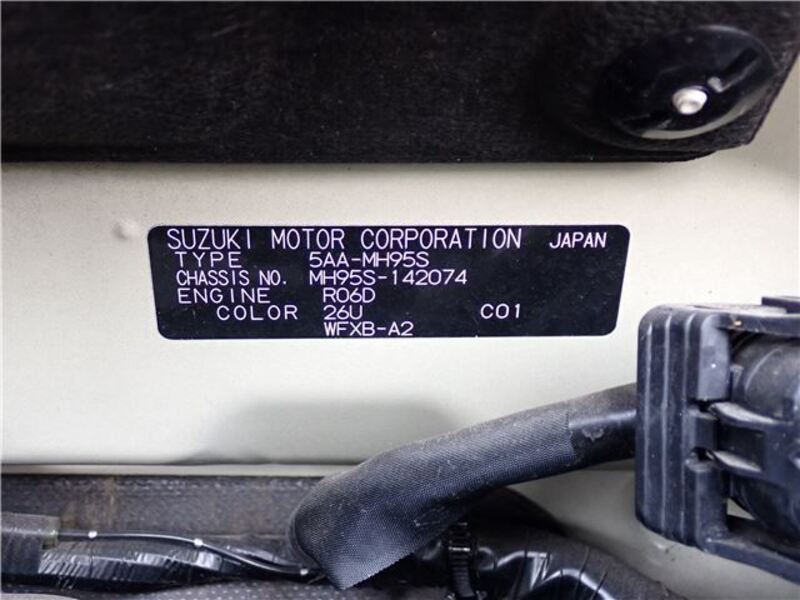 SUZUKI MOTOR CORPORATION JAPAN
TYPE 5AA-MH95S
CHASSIS NO. MH95S-142074
ENGINE R06D
COLOR 26U C01
WFXB-A2